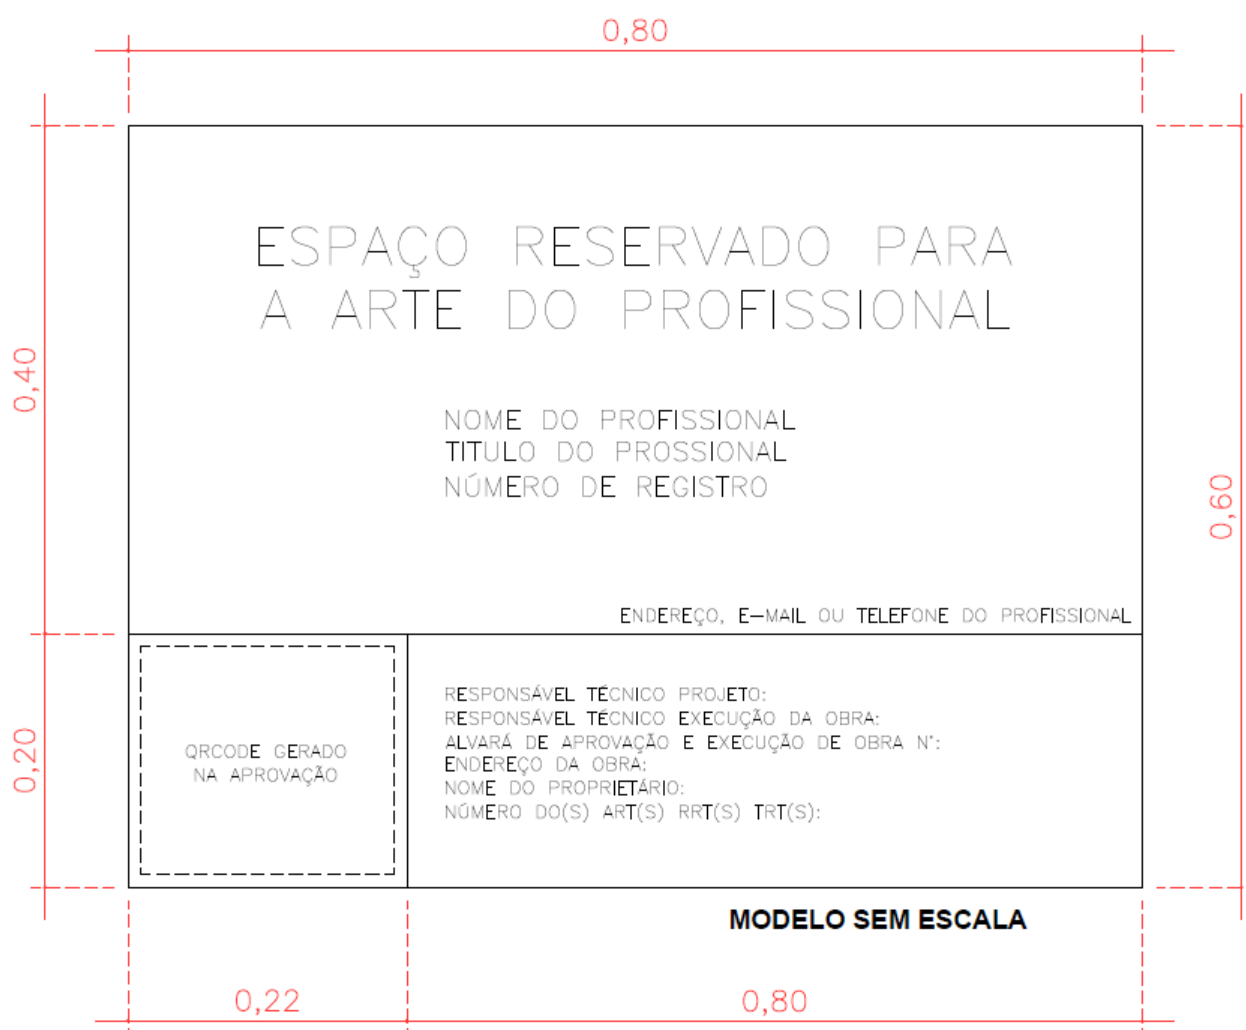 0,80
ESPAÇO RESERVADO PARA
A ARTE DO PROFISSIONAL
0,40
NOME DO PROFISSIONAL
TITULO DO PROSSIONAL
NÚMERO DE REGISTRO
0,60
ENDEREÇO, E-MAIL OU TELEFONE DO PROFISSIONAL
0,20
QRCODE GERADO
NA APROVAÇÃO
RESPONSÁVEL TÉCNICO PROJETO:
RESPONSÁVEL TÉCNICO EXECUÇÃO DA OBRA:
ALVARÁ DE APROVAÇÃO E EXECUÇÃO DE OBRA N°:
ENDEREÇO DA OBRA:
NOME DO PROPRIETÁRIO:
NÚMERO DO(S) ART(S) RRT(S) TRT(S):
MODELO SEM ESCALA
0,22
0,80